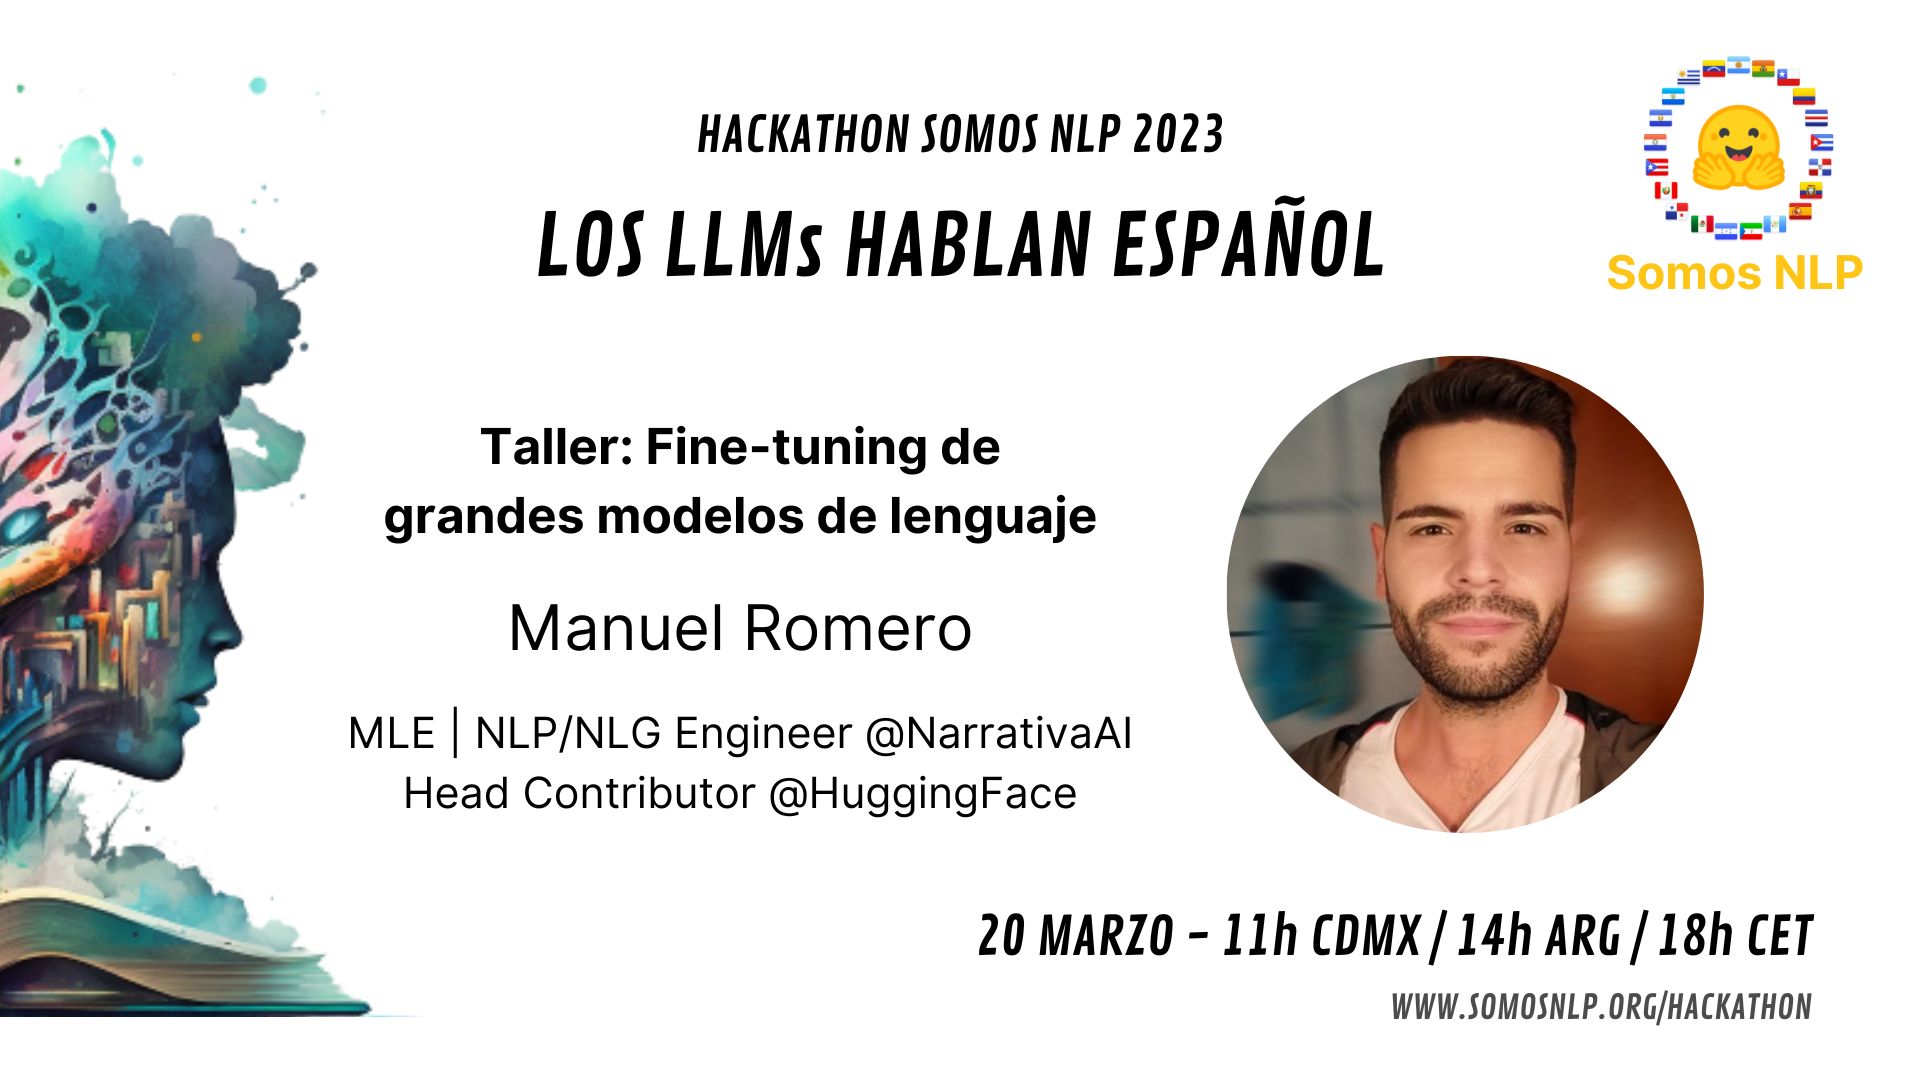 HACKATHON SOMOS NLP 2023
LOS LLMs HABLAN ESPAÑOL
Somos NLP
Taller: Fine-tuning de
grandes modelos de lenguaje
Manuel Romero
MLE | NLP/NLG Engineer @NarrativaAI
Head Contributor @HuggingFace
20 MARZO - 11h CDMX / 14h ARG / 18h CET
WWW.SOMOSNLP.ORG/HACKATHON